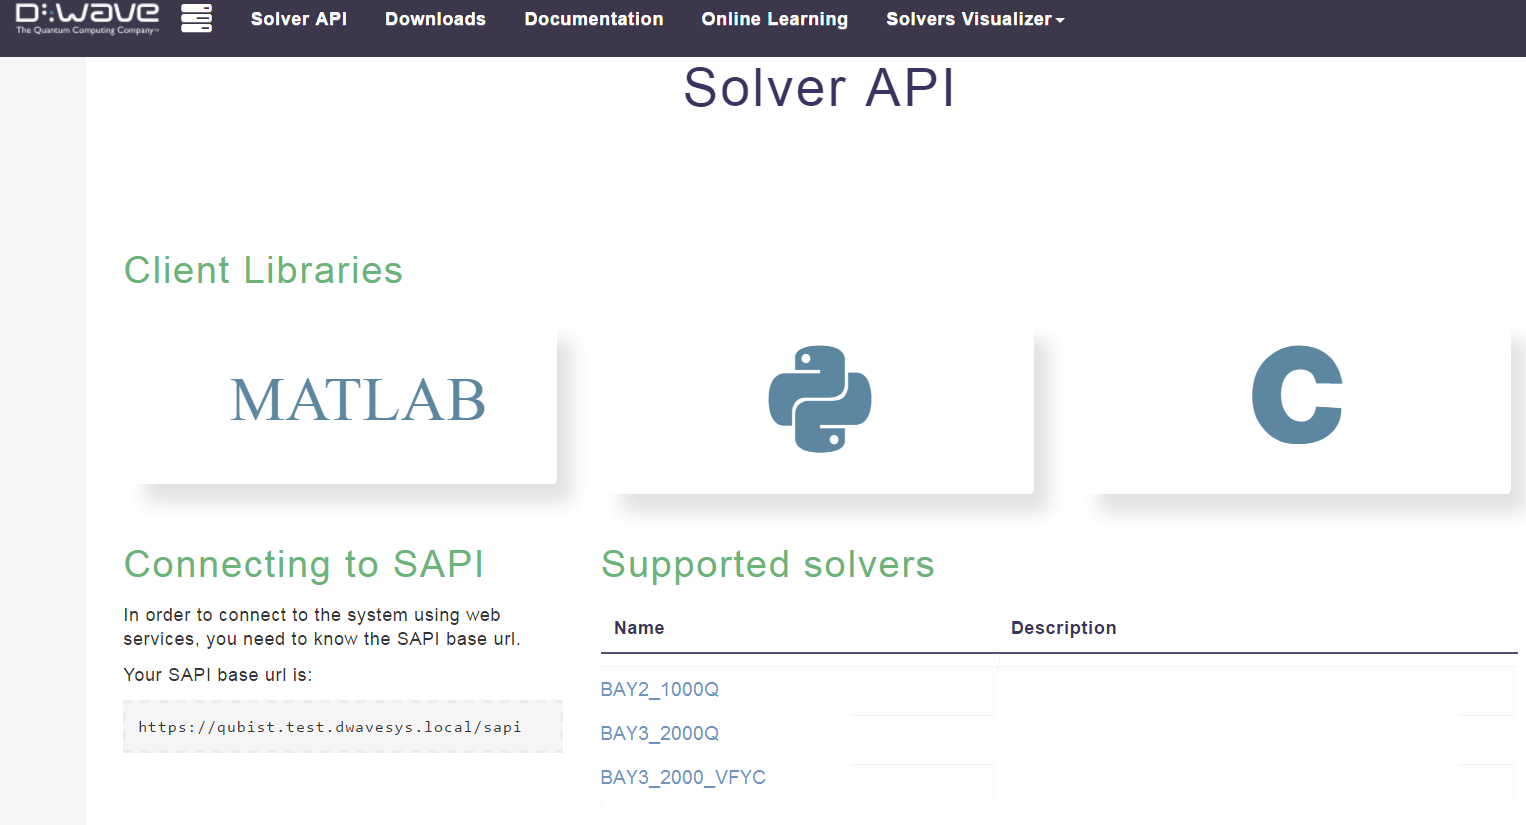 D:wave
The Quantum Computing Company™
Solver API Downloads Documentation Online Learning Solvers Visualizer
Solver API
Client Libraries
MATLAB
C
Connecting to SAPI
In order to connect to the system using web
services, you need to know the SAPI base url.
Your SAPI base url is:
https://qubist.test.dwavesys.local/sapi
Supported solvers
Name Description
BAY2_1000Q
BAY3_2000Q
BAY3_2000_VFYC